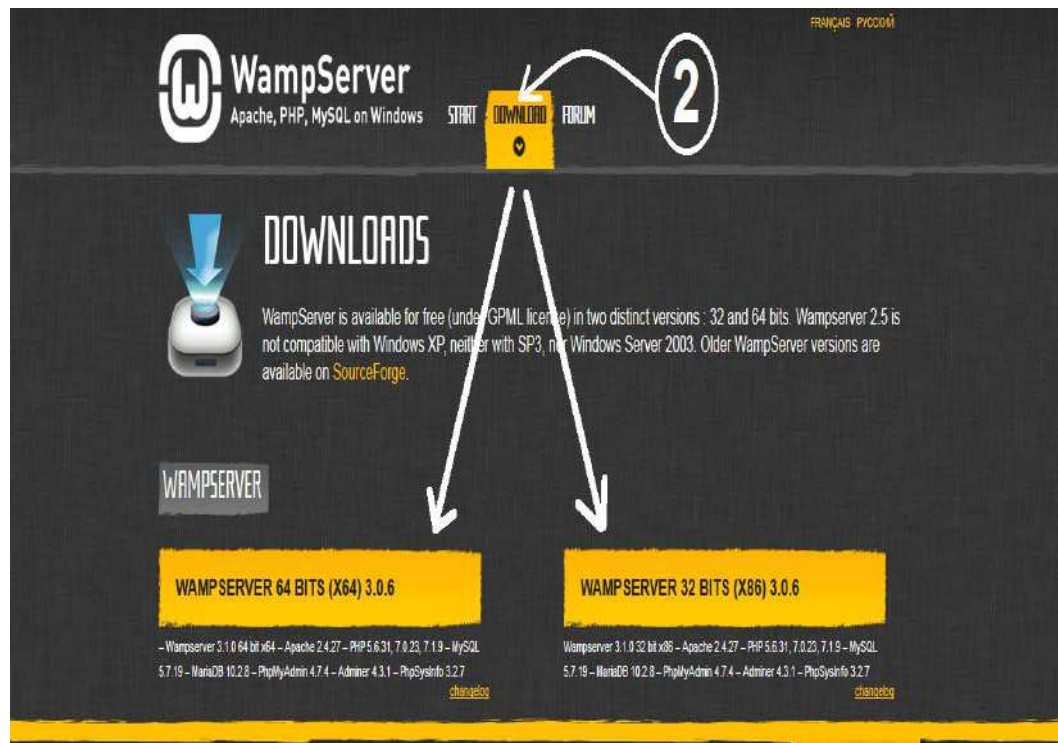 FRANÇAIS РУССКИЙ
WampServer
Apache, PHP, MySQL on Windows
START DOWNLOAD FORUM
2
DOWNLOADS
WampServer is available for free (under GPML license) in two distinct versions : 32 and 64 bits. Wampserver 2.5 is
not compatible with Windows XP, neither with SP3, nor Windows Server 2003. Older WampServer versions are
available on SourceForge.
WAMPSERVER
WAMPSERVER 64 BITS (X64) 3.0.6
– Wampserver 3.1.0 64 bit x64 – Apache 2.4.27 – PHP 5.6.31, 7.0.23, 7.1.9 – MySQL
5.7.19 – MariaDB 10.2.8 – PhpMyAdmin 4.7.4 – Adminer 4.3.1 – PhpSysInfo 3.2.7
changelog
WAMPSERVER 32 BITS (X86) 3.0.6
Wampserver 3.1.0 32 bit x86 – Apache 2.4.27 – PHP 5.6.31, 7.0.23, 7.1.9 – MySQL
5.7.19 – MariaDB 10.2.8 – PhpMyAdmin 4.7.4 – Adminer 4.3.1 – PhpSysInfo 3.2.7
changelog